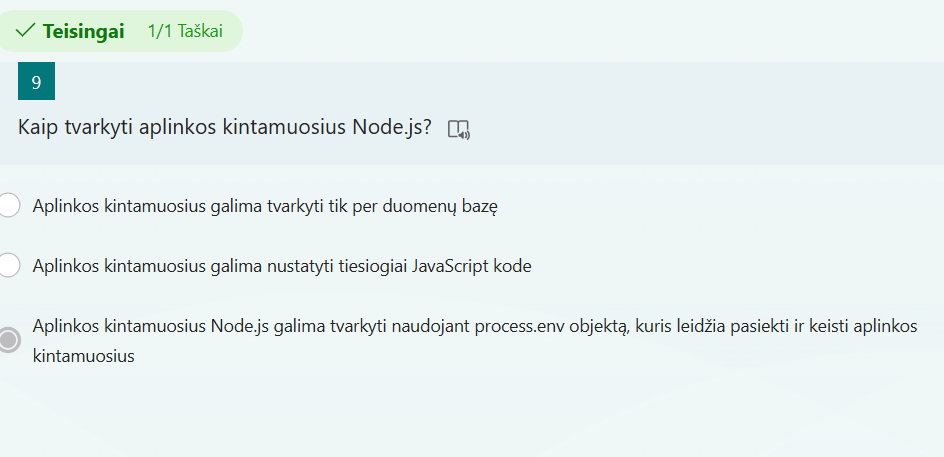 Teisingai 1/1 Taškai
9
Kaip tvarkyti aplinkos kintamuosius Node.js?
Aplinkos kintamuosius galima tvarkyti tik per duomenų bazę
Aplinkos kintamuosius galima nustatyti tiesiogiai JavaScript kode
Aplinkos kintamuosius Node.js galima tvarkyti naudojant process.env objektą, kuris leidžia pasiekti ir keisti aplinkos
kintamuosius